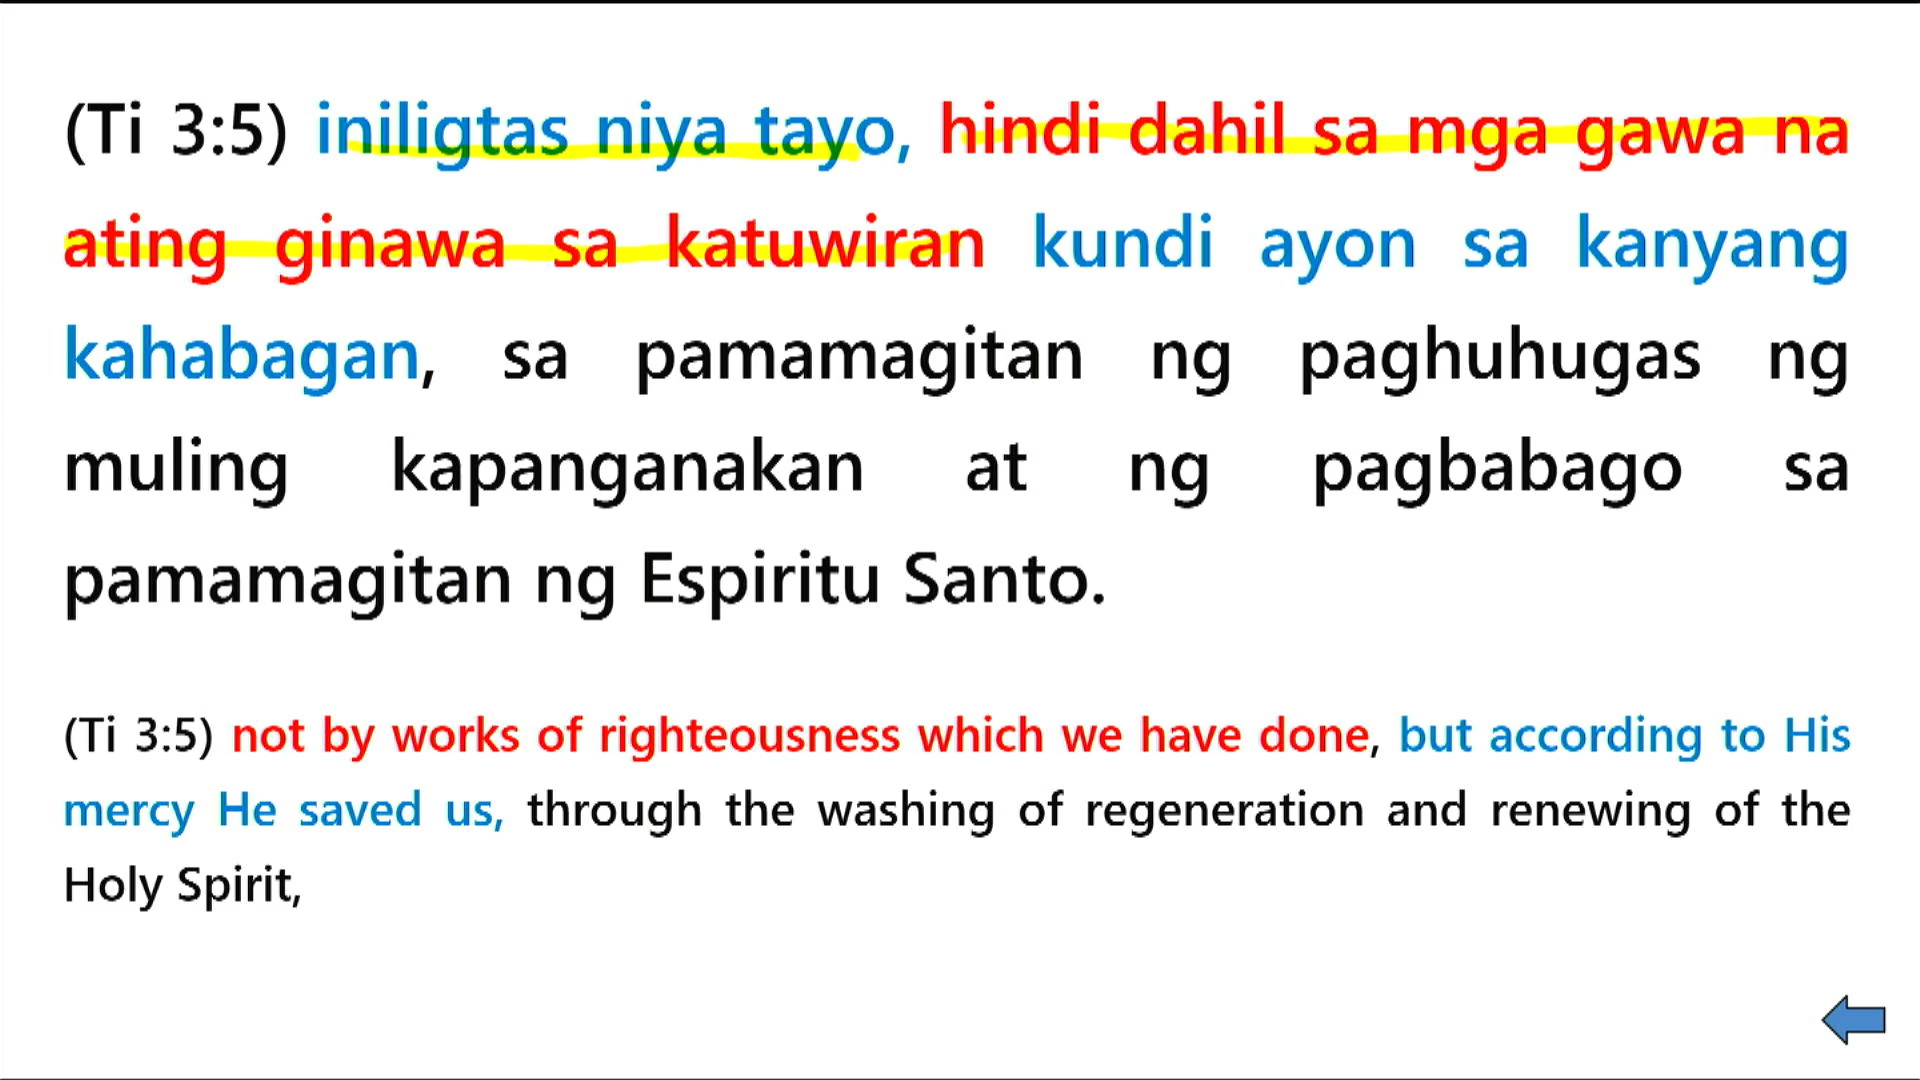 (Ti 3:5) iniligtas niya tayo, hindi dahil sa mga gawa na
ating ginawa sa katuwiran kundi ayon sa kanyang
kahabagan, sa pamamagitan ng paghuhugas ng
muling kapanganakan at ng pagbabago sa
pamamagitan ng Espiritu Santo.
(Ti 3:5) not by works of righteousness which we have done, but according to His
mercy He saved us, through the washing of regeneration and renewing of the
Holy Spirit,